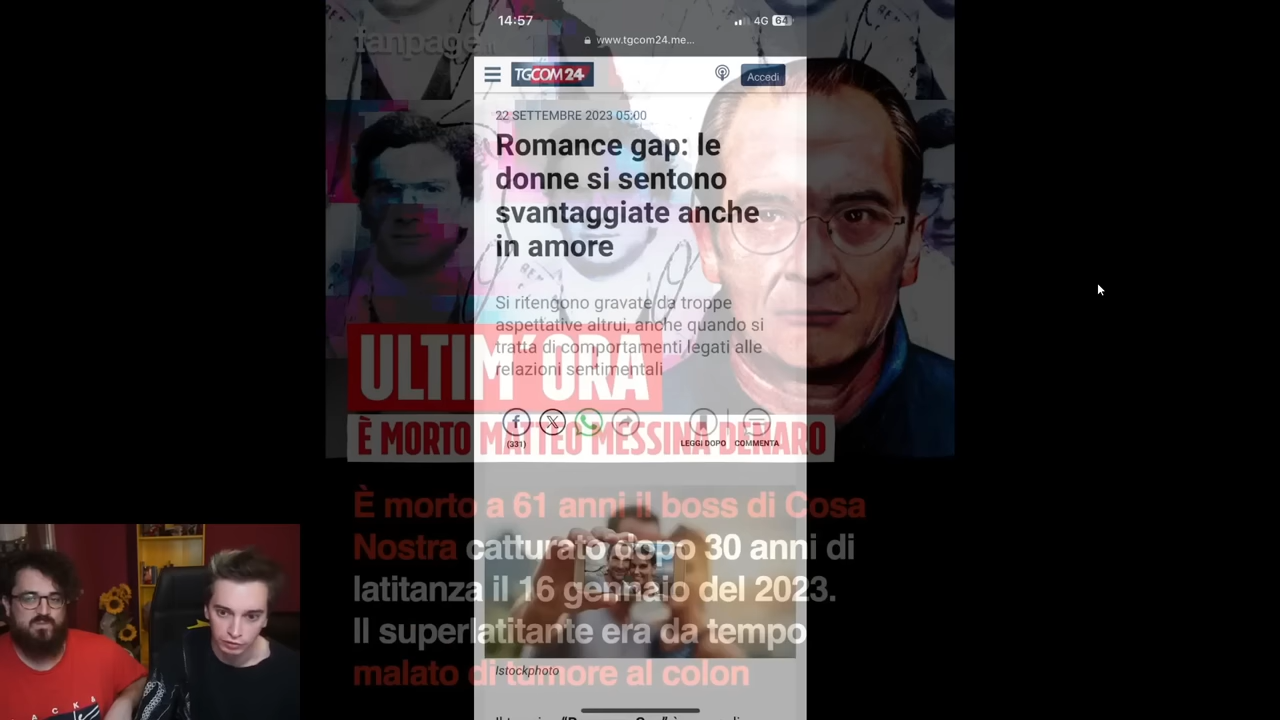 14:57
4G 64
fanpage
www.tgcom24.me...
TGCOM24
Accedi
22 SETTEMBRE 2023 05:00
Romance gap: le
donne si sentono
svantaggiate anche
in amore
Si ritengono gravate da troppe
aspettative altrui, anche quando si
tratta di comportamenti legati alle
relazioni sentimentali
ULTIM'ORA
(331)
LEGGI DOPO
COMMENTA
È MORTO MATTEO MESSINA DENARO
È morto a 61 anni il boss di Cosa
Nostra catturato dopo 30 anni di
latitanza il 16 gennaio del 2023.
Il superlatitante era da tempo
malato di tumore al colon
Istockphoto